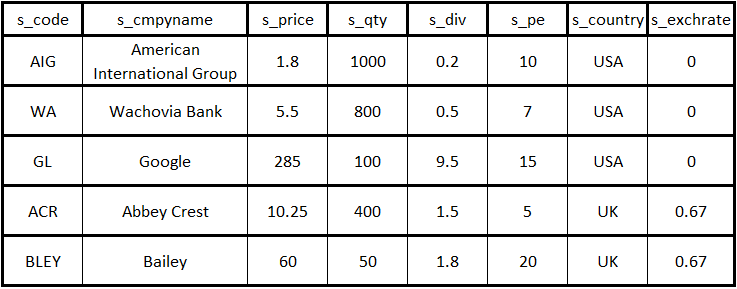 s_code s_cmpyname s_price s_qty s_div s_pe s_country s_exchrate
AIG American International Group 1.8 1000 0.2 10 USA 0
WA Wachovia Bank 5.5 800 0.5 7 USA 0
GL Google 285 100 9.5 15 USA 0
ACR Abbey Crest 10.25 400 1.5 5 UK 0.67
BLEY Bailey 60 50 1.8 20 UK 0.67